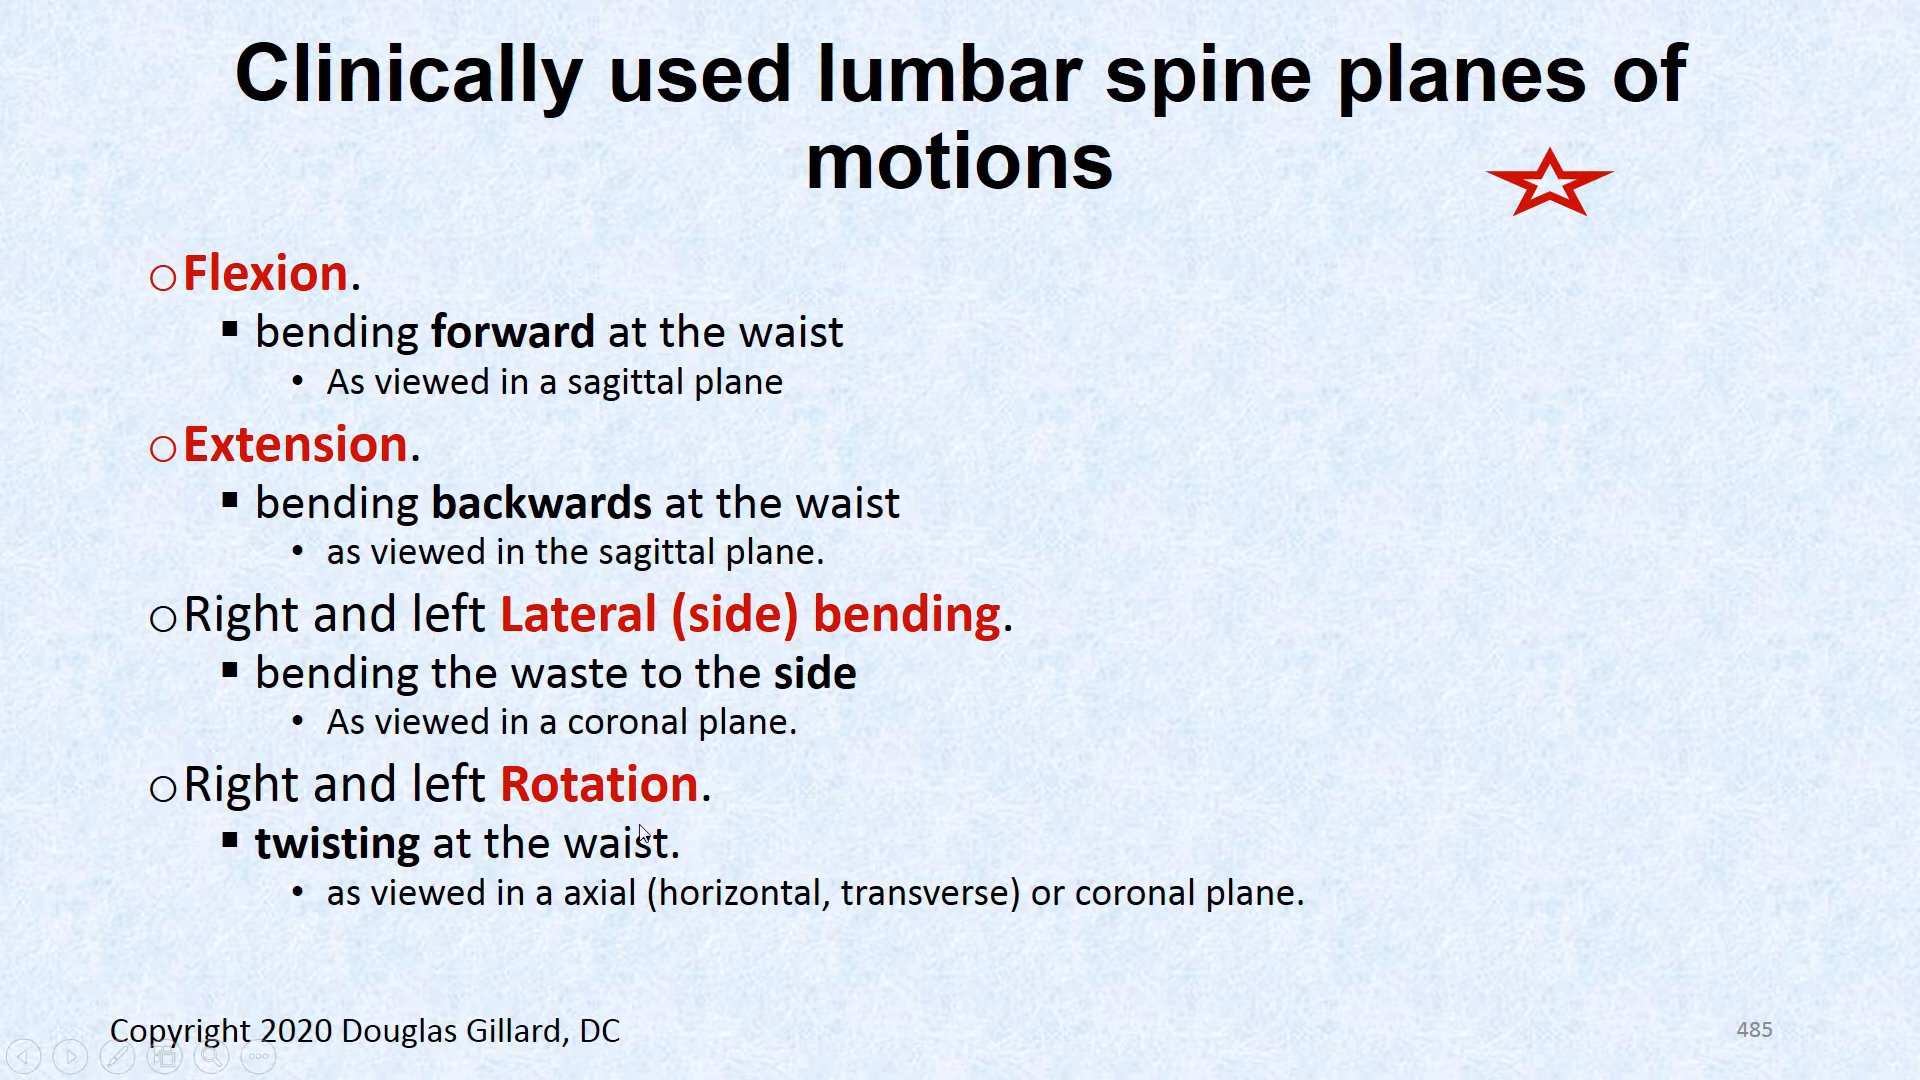 Clinically used lumbar spine planes of
motions
Flexion.
bending forward at the waist
As viewed in a sagittal plane
Extension.
bending backwards at the waist
as viewed in the sagittal plane.
Right and left Lateral (side) bending.
bending the waste to the side
As viewed in a coronal plane.
Right and left Rotation.
twisting at the waist.
as viewed in a axial (horizontal, transverse) or coronal plane.
Copyright 2020 Douglas Gillard, DC
485